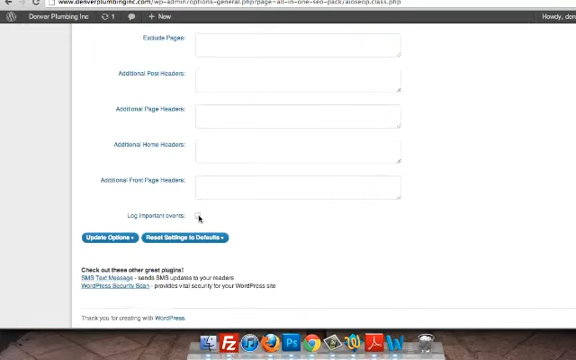 www.denverplumbinginc.com/wp-admin/options-general.php?page=all-in-one-seo-pack/aioseop.class.php
Denver Plumbing Inc 1 + New Howdy, den
Exclude Pages:
Additional Post Headers:
Additional Page Headers:
Additional Home Headers:
Additional Front Page Headers:
Log important events:
Update Options » Reset Settings to Defaults »
Check out these other great plugins!
SMS Text Message - sends SMS updates to your readers
WordPress Security Scan - provides vital security for your WordPress site
Thank you for creating with WordPress.